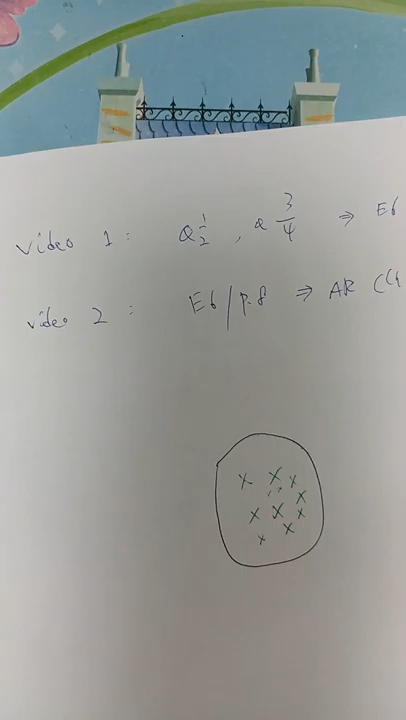 Video 1: Q 1/2, Q 3/4 ⇒ E6
Video 2: E6/P.8 ⇒ AR (
x x x x x x x x x